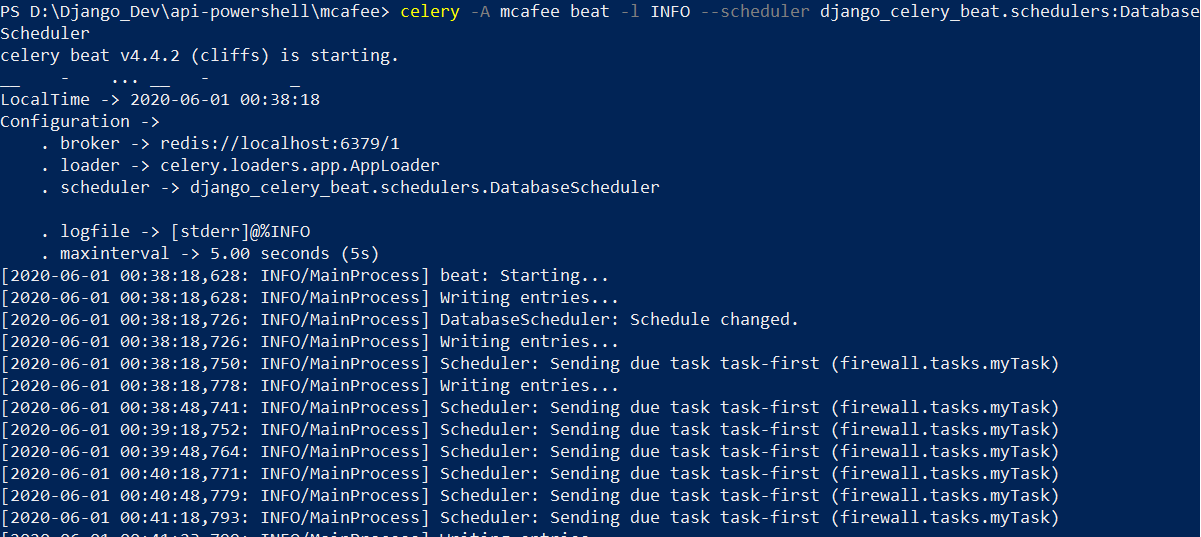 PS D:\Django_Dev\api-powershell\mcafee> celery -A mcafee beat -l INFO --scheduler django_celery_beat.schedulers:Database
Scheduler
celery beat v4.4.2 (cliffs) is starting.
__    -    ... __   -        _
LocalTime -> 2020-06-01 00:38:18
Configuration ->
    . broker -> redis://localhost:6379/1
    . loader -> celery.loaders.app.AppLoader
    . scheduler -> django_celery_beat.schedulers.DatabaseScheduler
    . logfile -> [stderr]@%INFO
    . maxinterval -> 5.00 seconds (5s)
[2020-06-01 00:38:18,628: INFO/MainProcess] beat: Starting...
[2020-06-01 00:38:18,628: INFO/MainProcess] Writing entries...
[2020-06-01 00:38:18,726: INFO/MainProcess] DatabaseScheduler: Schedule changed.
[2020-06-01 00:38:18,726: INFO/MainProcess] Writing entries...
[2020-06-01 00:38:18,750: INFO/MainProcess] Scheduler: Sending due task task-first (firewall.tasks.myTask)
[2020-06-01 00:38:18,778: INFO/MainProcess] Writing entries...
[2020-06-01 00:38:48,741: INFO/MainProcess] Scheduler: Sending due task task-first (firewall.tasks.myTask)
[2020-06-01 00:39:18,752: INFO/MainProcess] Scheduler: Sending due task task-first (firewall.tasks.myTask)
[2020-06-01 00:39:48,764: INFO/MainProcess] Scheduler: Sending due task task-first (firewall.tasks.myTask)
[2020-06-01 00:40:18,771: INFO/MainProcess] Scheduler: Sending due task task-first (firewall.tasks.myTask)
[2020-06-01 00:40:48,779: INFO/MainProcess] Scheduler: Sending due task task-first (firewall.tasks.myTask)
[2020-06-01 00:41:18,793: INFO/MainProcess] Scheduler: Sending due task task-first (firewall.tasks.myTask)